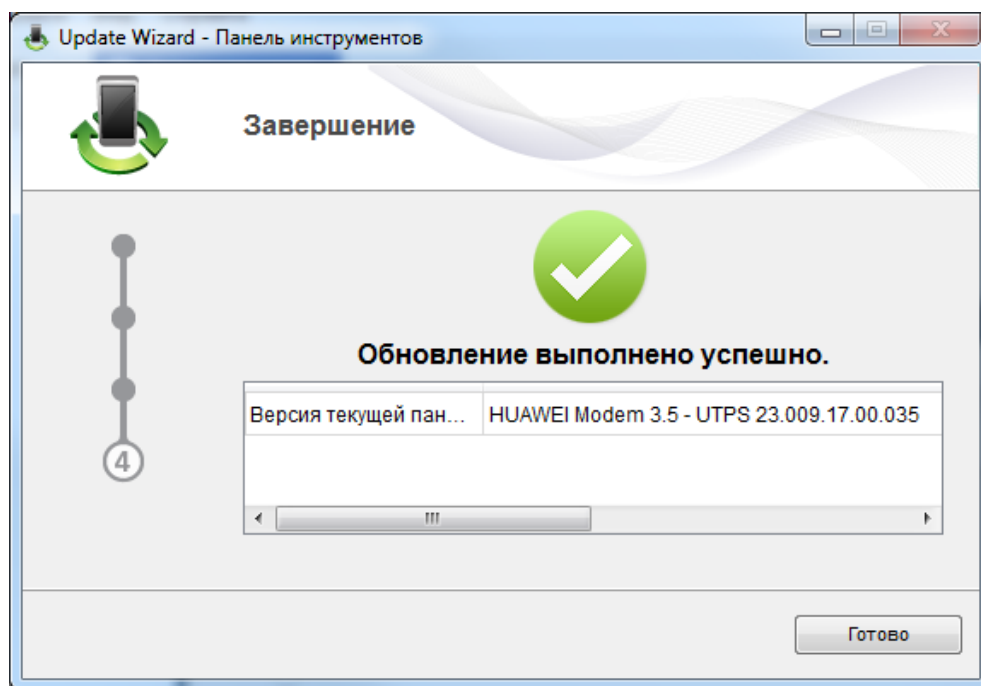 Update Wizard - Панель инструментов
Завершение
Обновление выполнено успешно.
Версия текущей пан... HUAWEI Modem 3.5 - UTPS 23.009.17.00.035
4
Готово